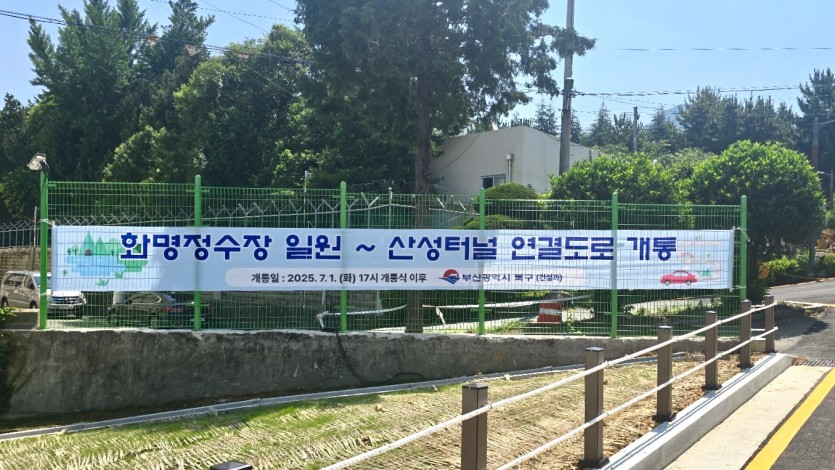 화명정수장 일원 ~ 산성터널 연결도로 개통
개통일 : 2025. 7. 1. (화) 17시 개통식 이후 부산광역시 북구 (건설과)